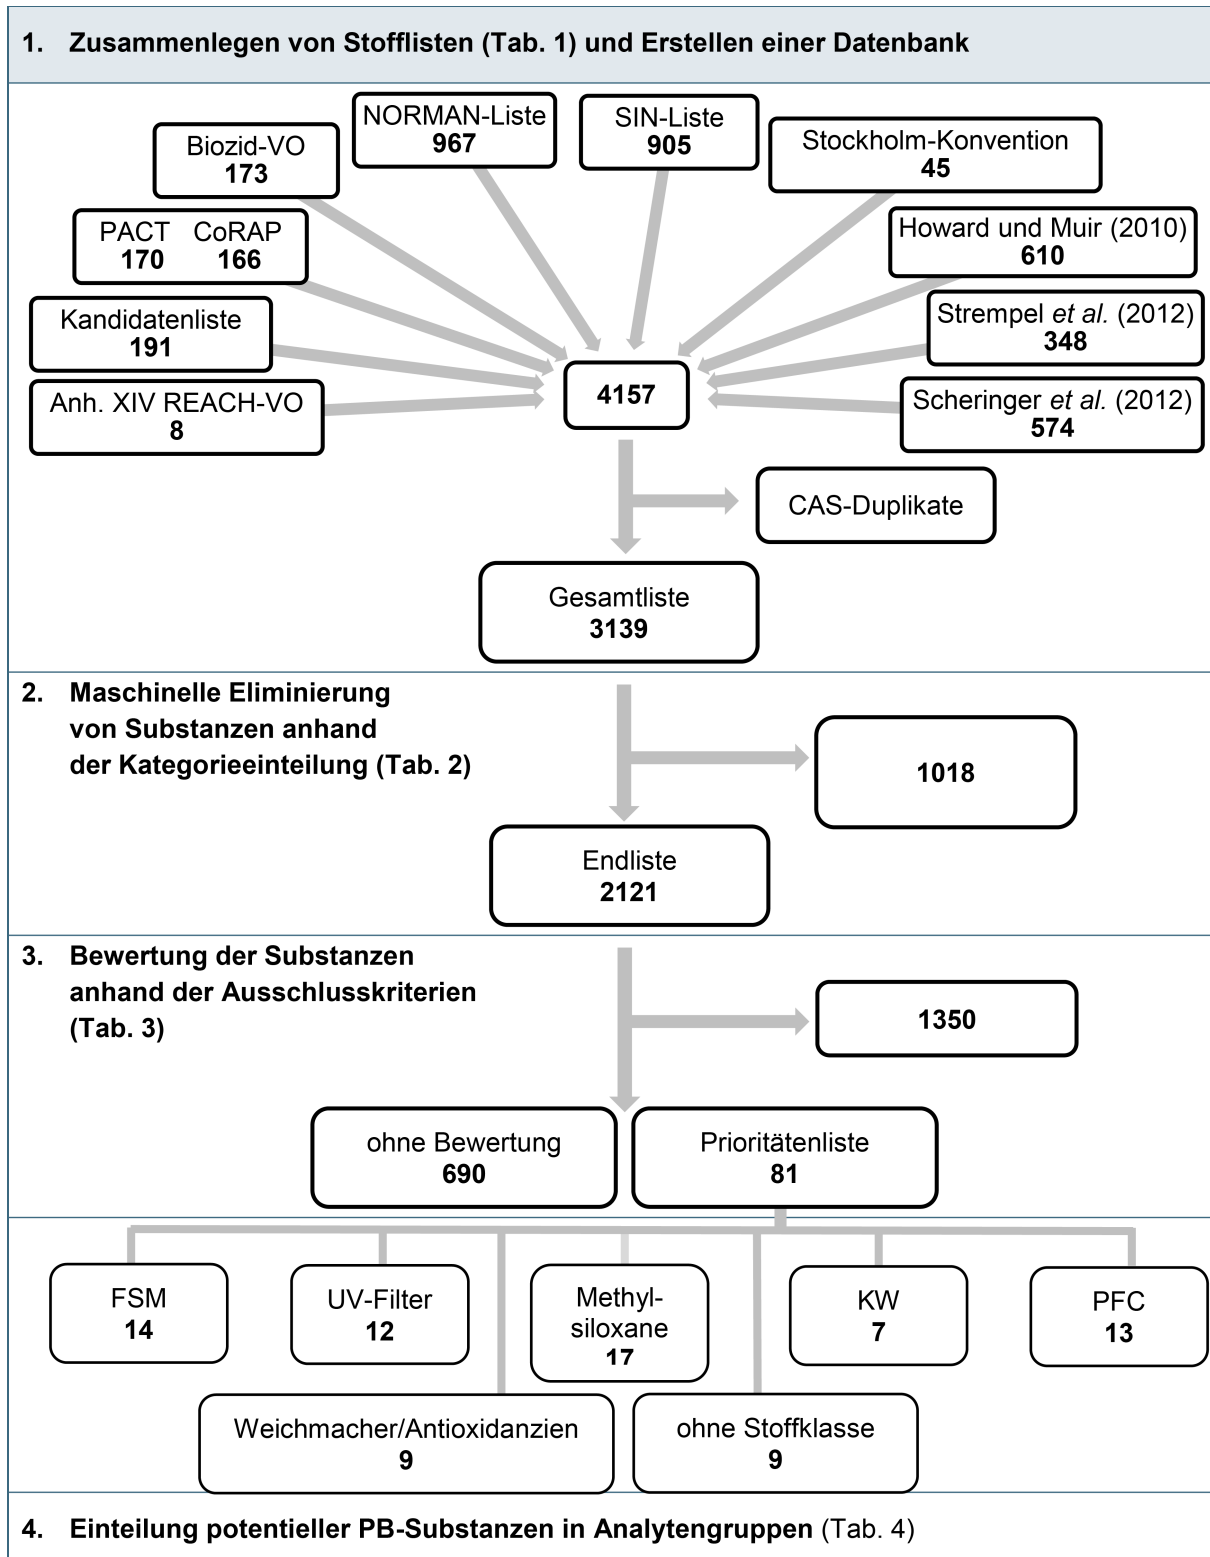 1. Zusammenlegen von Stofflisten (Tab. 1) und Erstellen einer Datenbank
NORMAN-Liste
967
SIN-Liste
905
Biozid-VO
173
Stockholm-Konvention
45
PACT CoRAP
170 166
Howard und Muir (2010)
610
Kandidatenliste
191
Strempel et al. (2012)
348
Anh. XIV REACH-VO
8
4157
Scheringer et al. (2012)
574
CAS-Duplikate
Gesamtliste
3139
2. Maschinelle Eliminierung
von Substanzen anhand
der Kategorieeinteilung (Tab. 2)
1018
Endliste
2121
3. Bewertung der Substanzen
anhand der Ausschlusskriterien
(Tab. 3)
1350
ohne Bewertung
690
Prioritätenliste
81
FSM
14
UV-Filter
12
Methyl-
siloxane
17
KW
7
PFC
13
Weichmacher/Antioxidanzien
9
ohne Stoffklasse
9
4. Einteilung potentieller PB-Substanzen in Analytengruppen (Tab. 4)